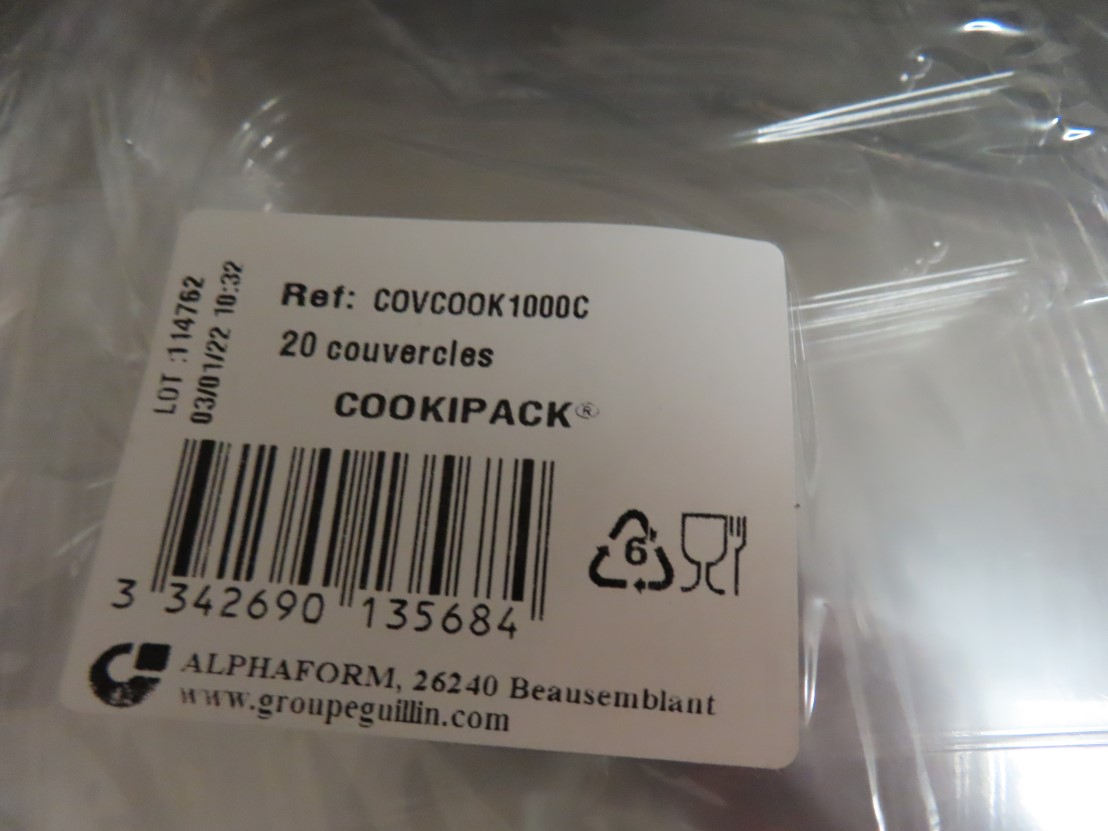 LOT :114762
03/01/22 10:32
Ref: COVCOOK1000C
20 couvercles
COOKIPACK®
3 342690 135684
6
ALPHAFORM, 26240 Beausemblant
www.groupeguillin.com